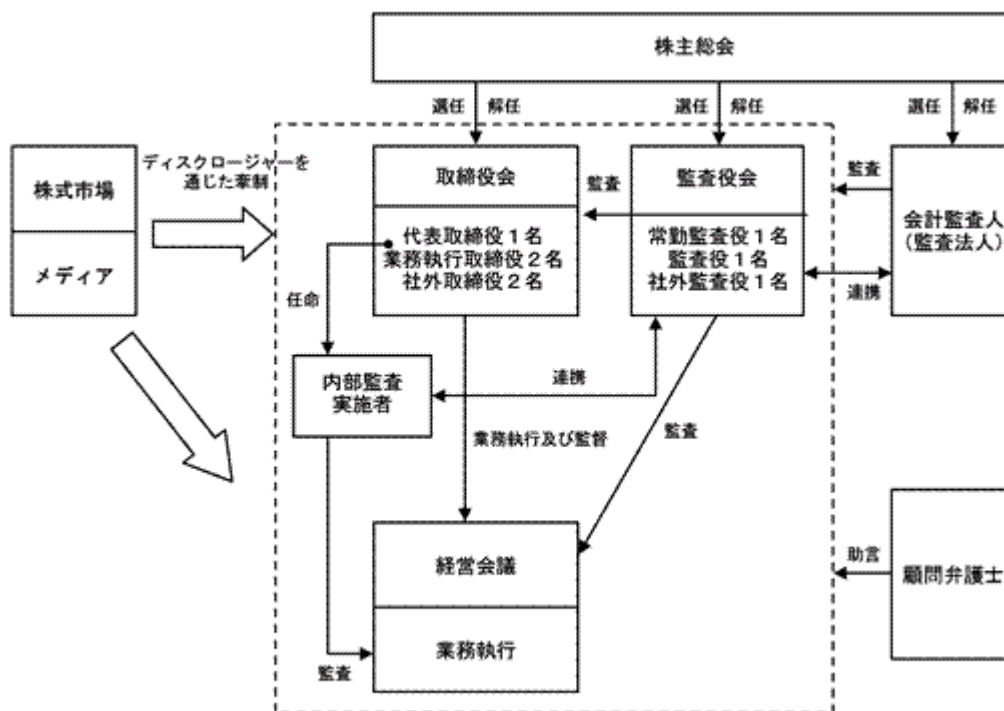 株主総会
選任 解任
選任 解任
選任 解任
株式市場
メディア
ディスクロージャーを
通じた牽制
取締役会
代表取締役1名
業務執行取締役2名
社外取締役2名
監査
監査役会
常勤監査役1名
監査役1名
社外監査役1名
監査
会計監査人
(監査法人)
連携
任命
内部監査
実施者
連携
業務執行及び監督
監査
経営会議
業務執行
監査
助言
顧問弁護士